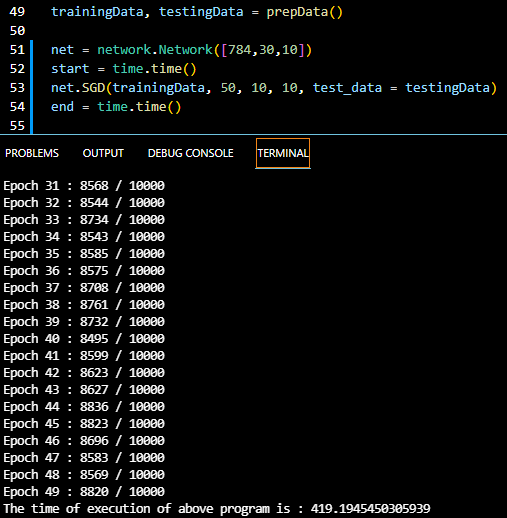 49 trainingData, testingData = prepData()
50
51 net = network.Network([784,30,10])
52 start = time.time()
53 net.SGD(trainingData, 50, 10, 10, test_data = testingData)
54 end = time.time()
55
PROBLEMS OUTPUT DEBUG CONSOLE TERMINAL
Epoch 31 : 8568 / 10000
Epoch 32 : 8544 / 10000
Epoch 33 : 8734 / 10000
Epoch 34 : 8543 / 10000
Epoch 35 : 8585 / 10000
Epoch 36 : 8575 / 10000
Epoch 37 : 8708 / 10000
Epoch 38 : 8761 / 10000
Epoch 39 : 8732 / 10000
Epoch 40 : 8495 / 10000
Epoch 41 : 8599 / 10000
Epoch 42 : 8623 / 10000
Epoch 43 : 8627 / 10000
Epoch 44 : 8836 / 10000
Epoch 45 : 8823 / 10000
Epoch 46 : 8696 / 10000
Epoch 47 : 8583 / 10000
Epoch 48 : 8569 / 10000
Epoch 49 : 8820 / 10000
The time of execution of above program is : 419.1945450305939